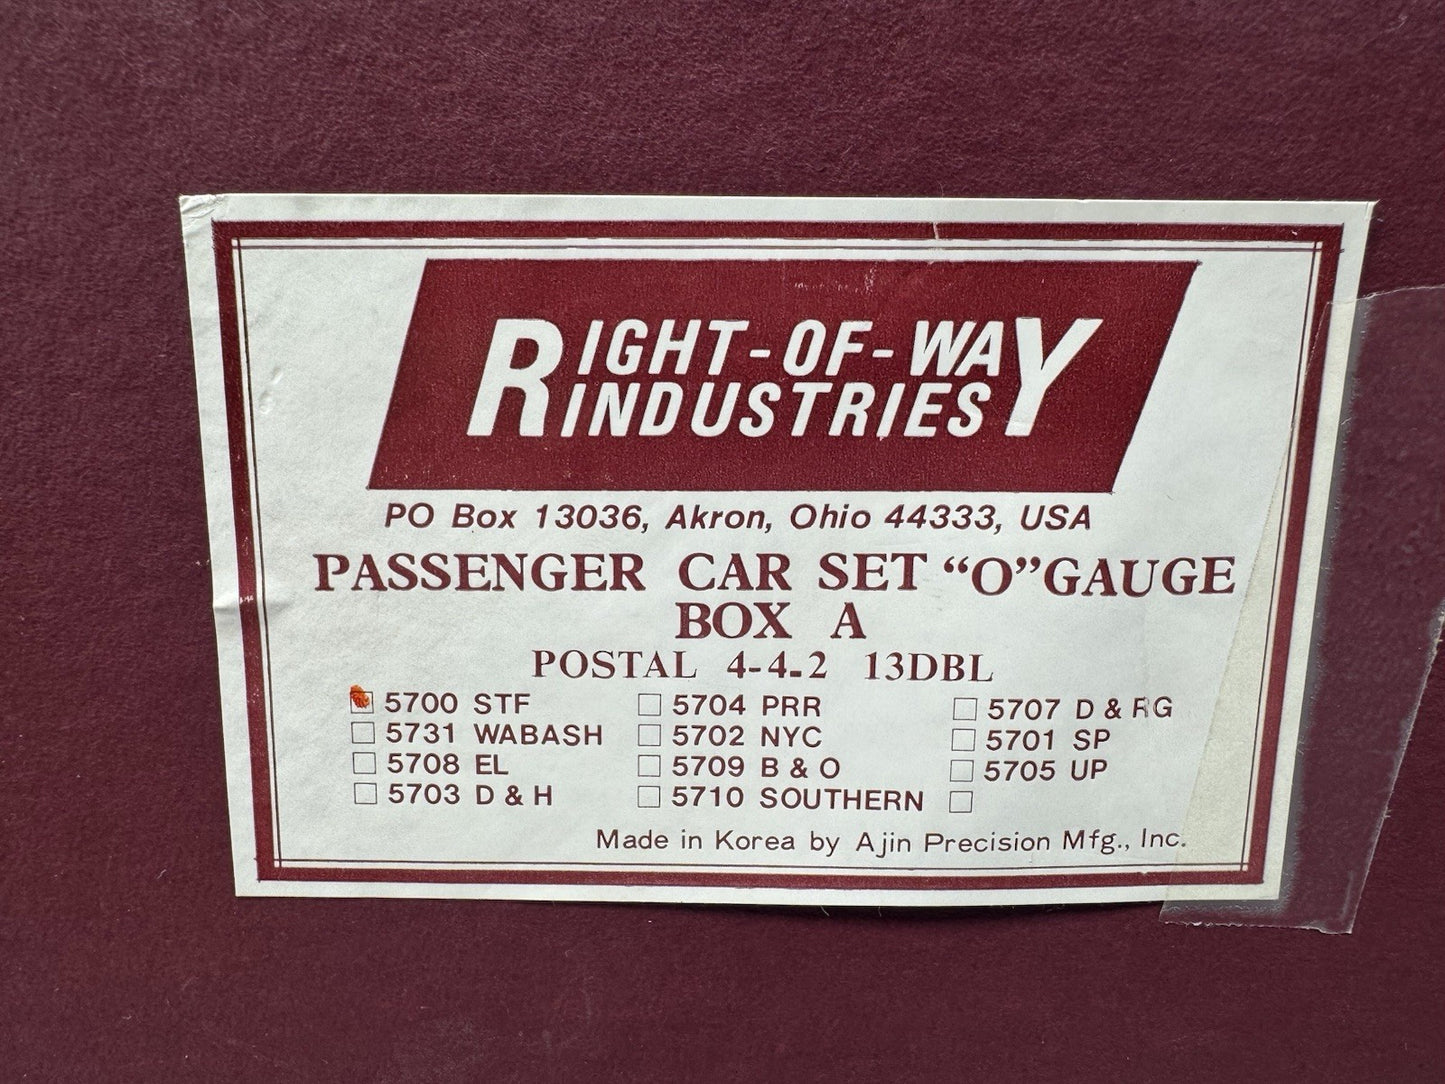 RIGHT-OF-WAY
INDUSTRIES
PO Box 13036, Akron, Ohio 44333, USA
PASSENGER CAR SET “O” GAUGE
BOX A
POSTAL 4-4-2 13DBL
5700 STF 5704 PRR 5707 D & RG
5731 WABASH 5702 NYC 5701 SP
5708 EL 5709 B & O 5705 UP
5703 D & H 5710 SOUTHERN
Made in Korea by Ajin Precision Mfg., Inc.